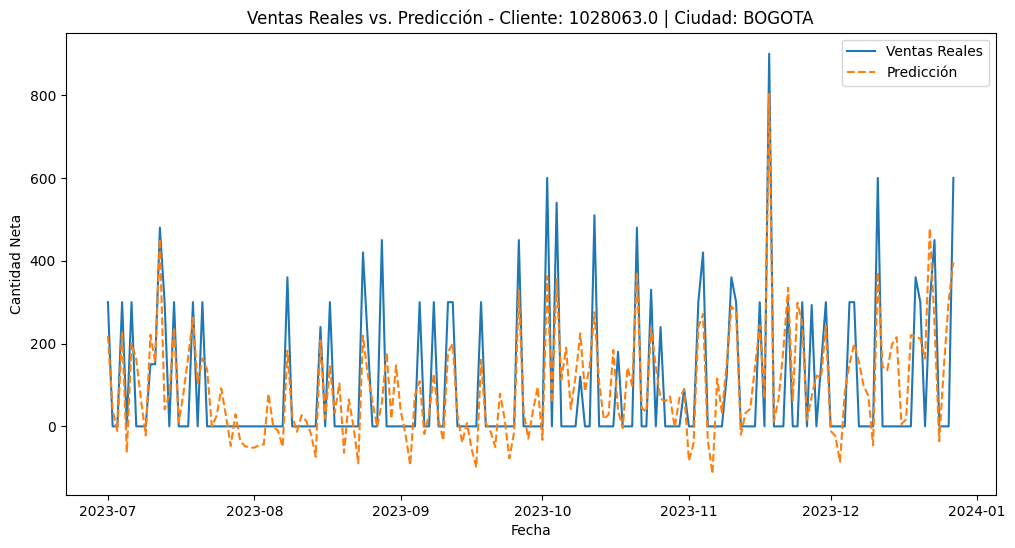 Ventas Reales vs. Predicción - Cliente: 1028063.0 | Ciudad: BOGOTA
Ventas Reales
Predicción
Cantidad Neta
800
600
400
200
0
2023-07
2023-08
2023-09
2023-10
2023-11
2023-12
2024-01
Fecha